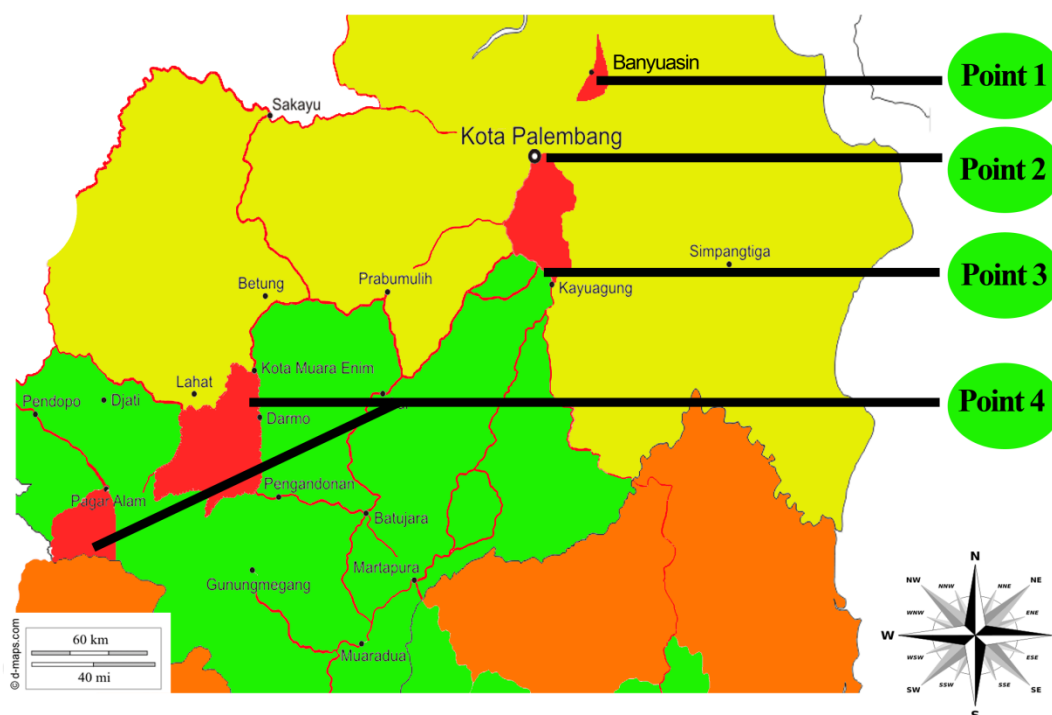 Banyuasin
Point 1
Sakayu
Kota Palembang
Point 2
Simpangtiga
Point 3
Betung
Prabumulih
Kayuagung
Kota Muara Enim
Lahat
Djati
Pendopo
Darmo
Point 4
Pagar Alam
Pengandonan
Batujara
Martapura
Gunungmegang
Muaradua
60 km
40 mi
© d-maps.com
N
NNW
NNE
NW
NE
WNW
ENE
W
WSW
ESE
SW
SSW
SSE
SE
S